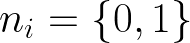 n_i = {0, 1}